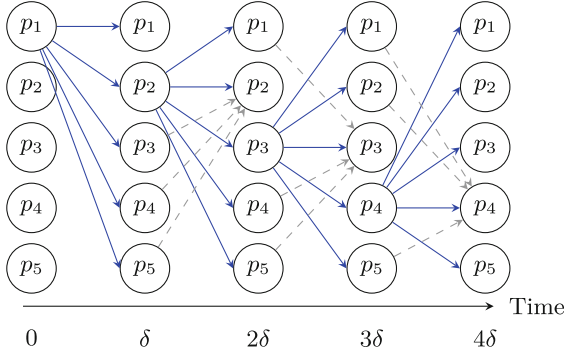 p₁ p₁ p₁ p₁ p₁
p₂ p₂ p₂ p₂ p₂
p₃ p₃ p₃ p₃ p₃
p₄ p₄ p₄ p₄ p₄
p₅ p₅ p₅ p₅ p₅
Time
0 δ 2δ 3δ 4δ